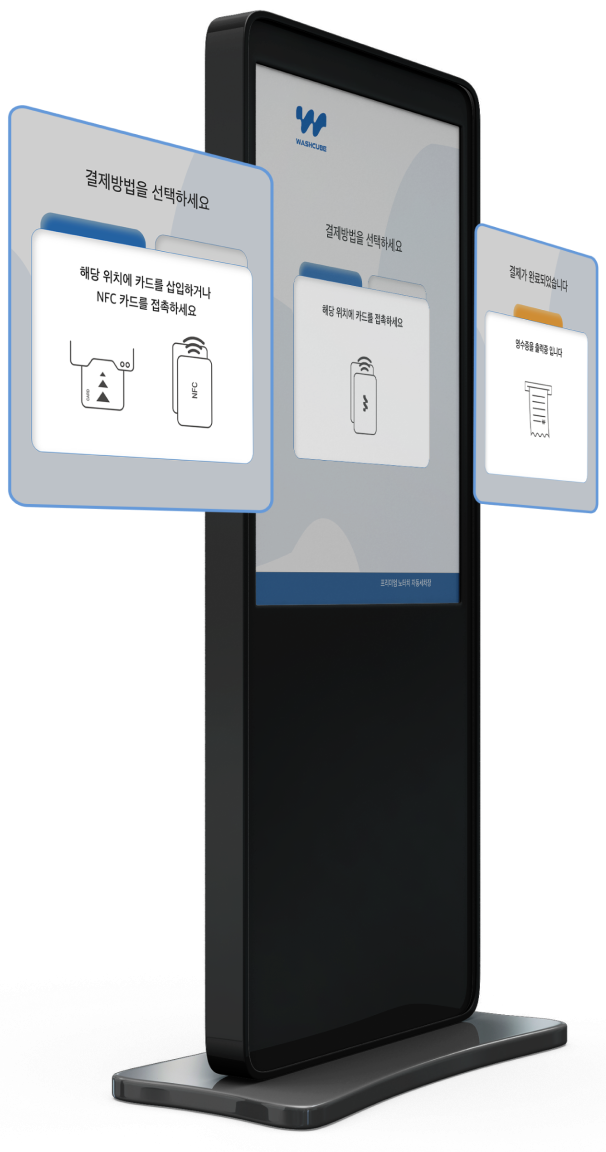 결제방법을 선택하세요
해당 위치에 카드를 삽입하거나
NFC 카드를 접촉하세요
CARD
NFC
WASHCUBE
결제방법을 선택하세요
해당 위치에 카드를 접촉하세요
프리미엄 노터치 자동세차장
결제가 완료되었습니다
영수증을 출력중 입니다